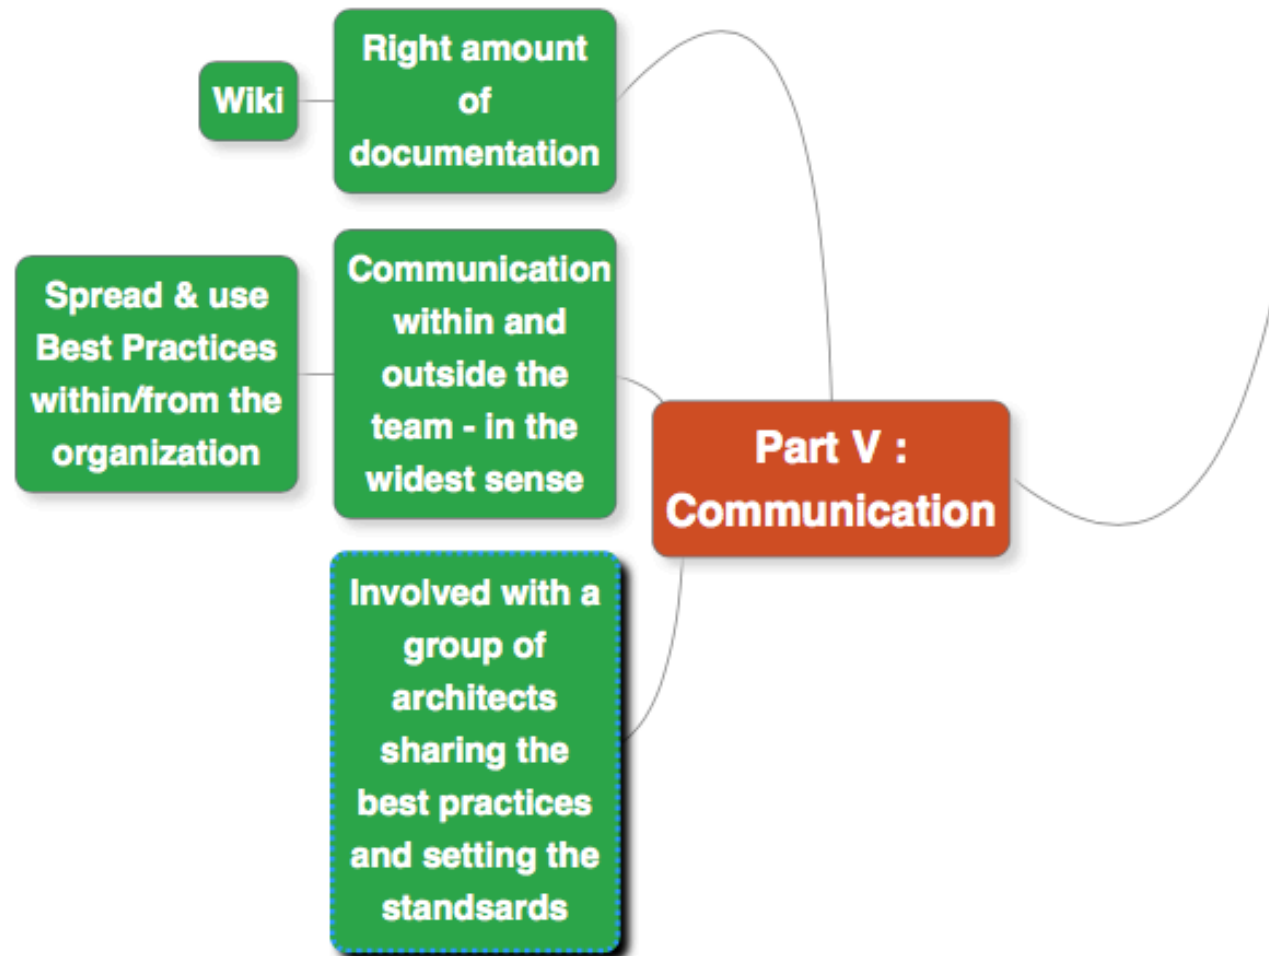 Wiki
Right amount
of
documentation
Spread & use
Best Practices
within/from the
organization
Communication
within and
outside the
team - in the
widest sense
Part V :
Communication
Involved with a
group of
architects
sharing the
best practices
and setting the
standsards